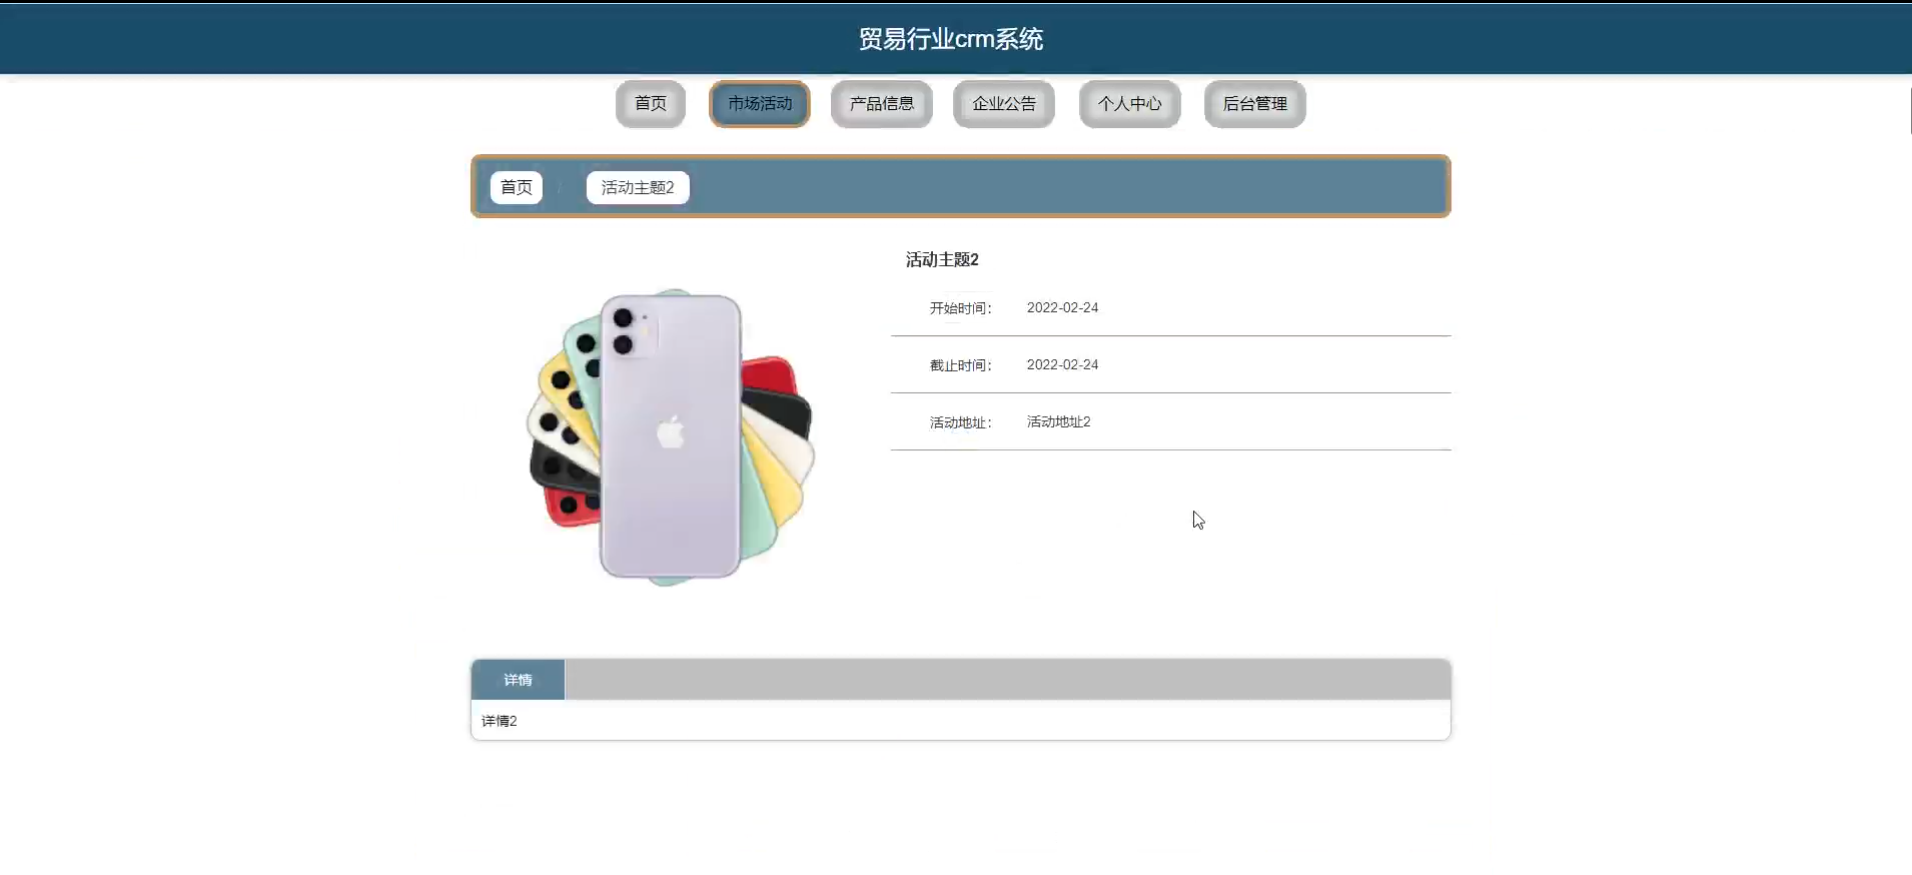 贸易行业crm系统
首页 市场活动 产品信息 企业公告 个人中心 后台管理
首页 活动主题2
活动主题2
开始时间： 2022-02-24
截止时间： 2022-02-24
活动地址： 活动地址2
详情
详情2